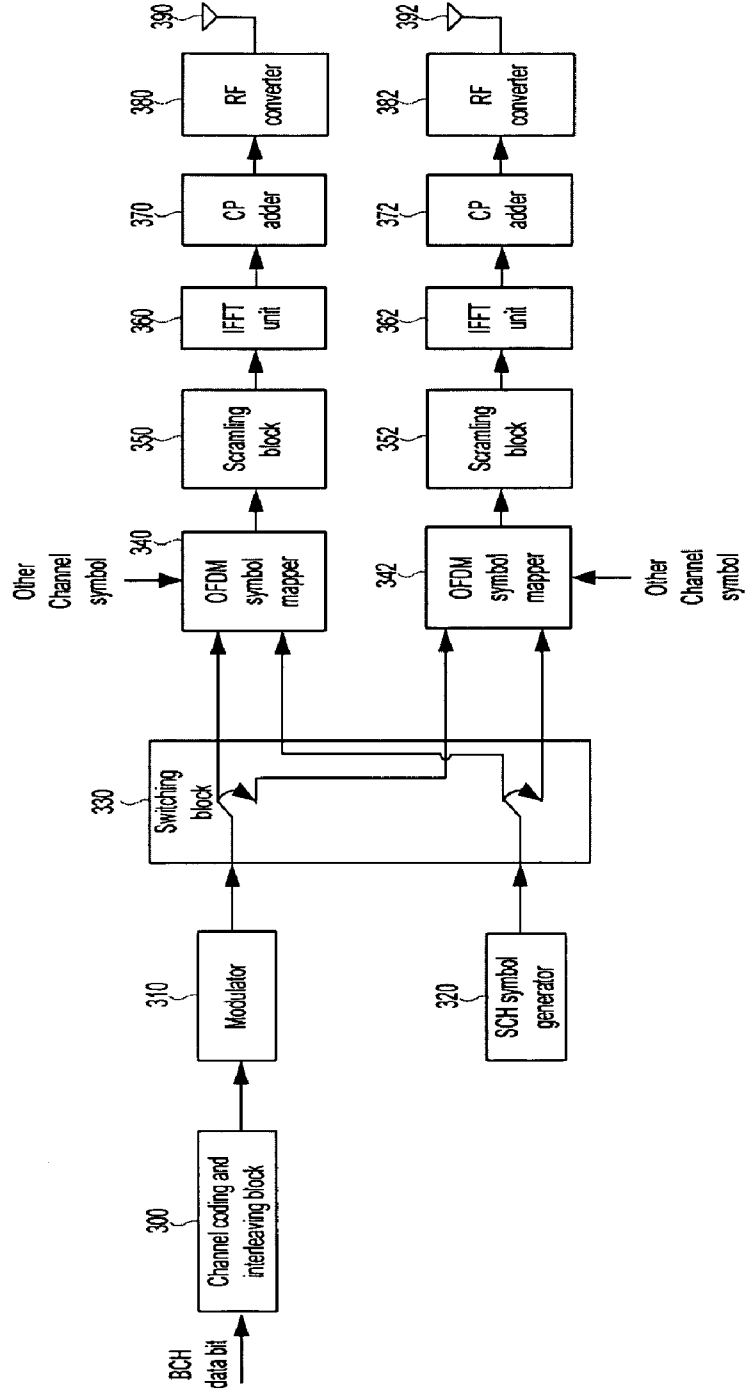 BCH
data bit
300
Channel coding and
interleaving block
310
Modulator
320
SCH symbol
generator
330
Switching
block
Other
Channel
symbol
340
OFDM
symbol
mapper
350
Scramling
block
360
IFFT
unit
370
CP
adder
380
RF
converter
390
342
OFDM
symbol
mapper
Other
Channel
symbol
352
Scramling
block
362
IFFT
unit
372
CP
adder
382
RF
converter
392